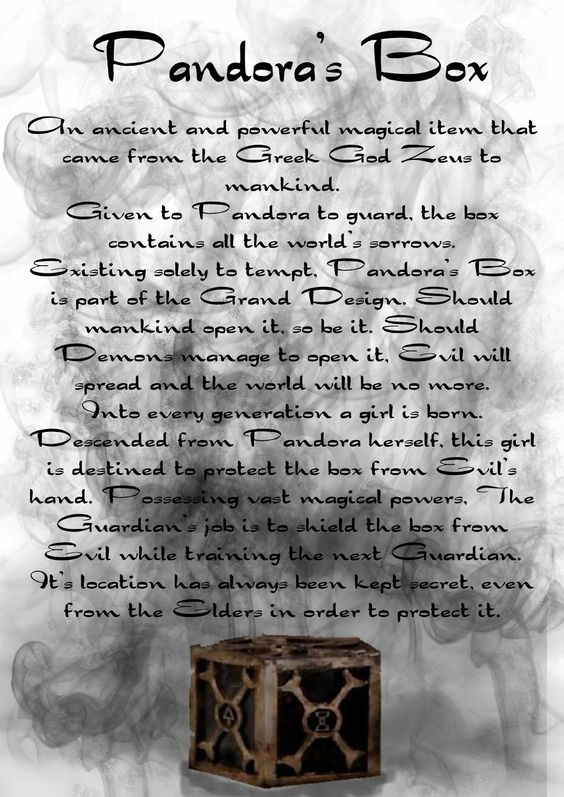 Pandora's Box
An ancient and powerful magical item that
came from the Greek God Zeus to
mankind.
Given to Pandora to guard, the box
contains all the world's sorrows.
Existing solely to tempt, Pandora's Box
is part of the Grand Design. Should
mankind open it, so be it. Should
Demons manage to open it, Evil will
spread and the world will be no more.
Into every generation a girl is born.
Descended from Pandora herself, this girl
is destined to protect the box from Evil's
hand. Possessing vast magical powers, The
Guardian's job is to shield the box from
Evil while training the next Guardian.
It's location has always been kept secret, even
from the Elders in order to protect it.